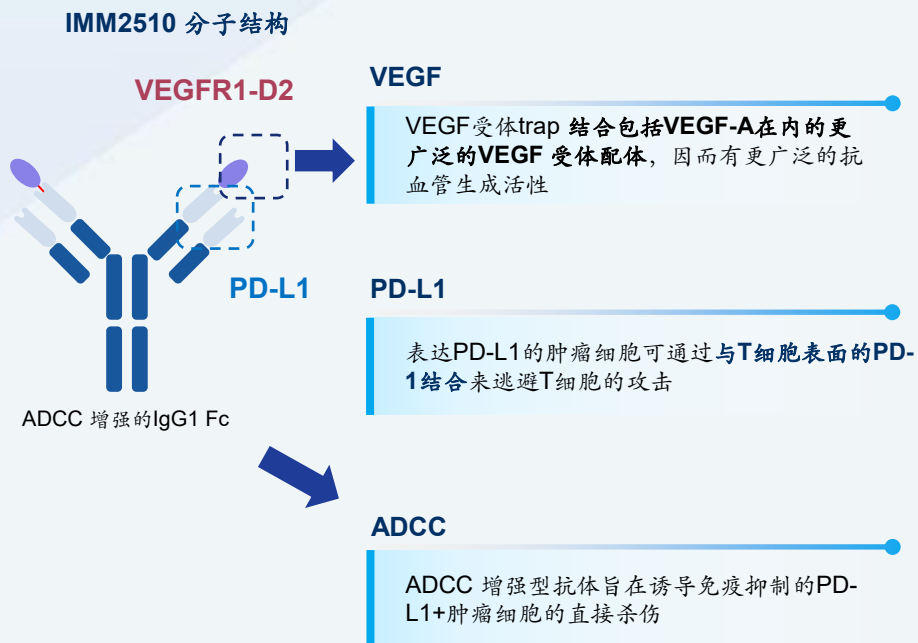 IMM2510 分子结构
VEGFR1-D2
PD-L1
ADCC 增强的IgG1 Fc
VEGF
VEGF受体trap 结合包括VEGF-A在内的更
广泛的VEGF 受体配体，因而有更广泛的抗
血管生成活性
PD-L1
表达PD-L1的肿瘤细胞可通过与T细胞表面的PD-
1结合来逃避T细胞的攻击
ADCC
ADCC 增强型抗体旨在诱导免疫抑制的PD-
L1+肿瘤细胞的直接杀伤